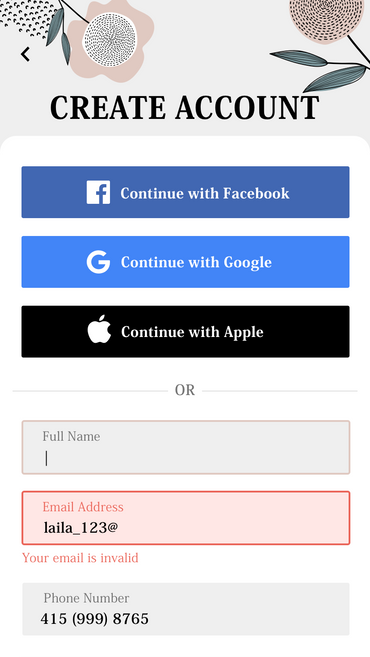 CREATE ACCOUNT
Continue with Facebook
Continue with Google
Continue with Apple
OR
Full Name
Email Address
laila_123@
Your email is invalid
Phone Number
415 (999) 8765